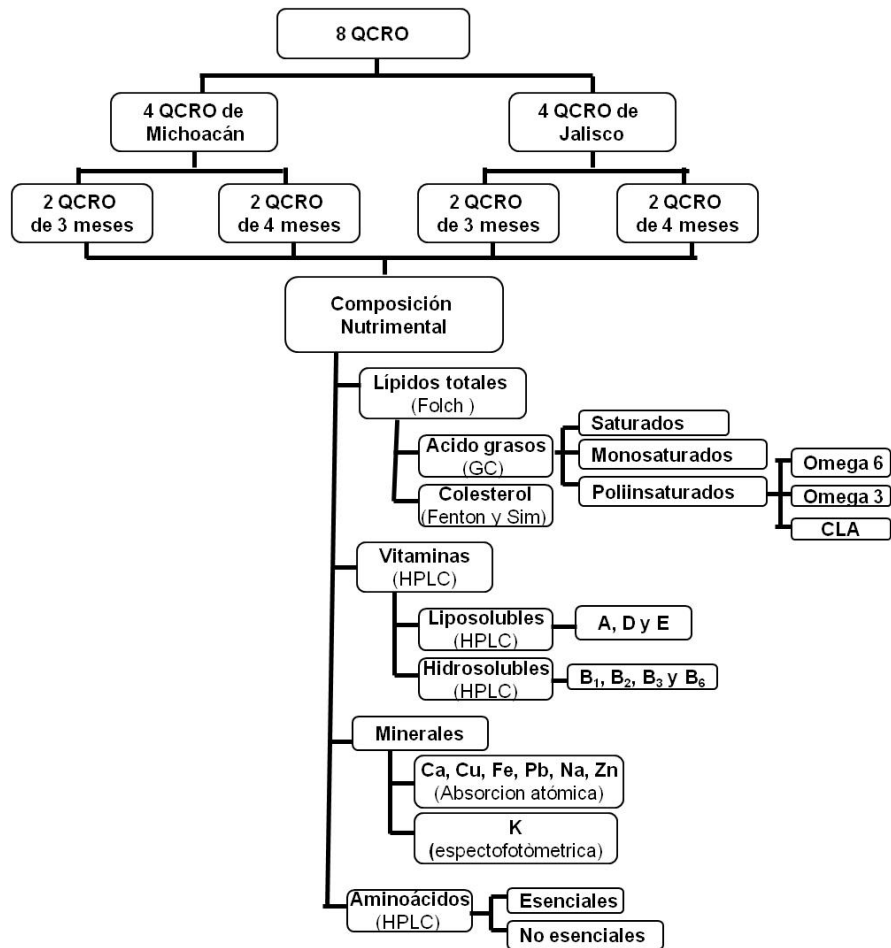 8 QCRO
4 QCRO de
Michoacán
4 QCRO de
Jalisco
2 QCRO
de 3 meses
2 QCRO
de 4 meses
2 QCRO
de 3 meses
2 QCRO
de 4 meses
Composición
Nutrimental
Lípidos totales
(Folch )
Acido grasos
(GC)
Saturados
Monosaturados
Poliinsaturados
Omega 6
Omega 3
CLA
Colesterol
(Fenton y Sim)
Vitaminas
(HPLC)
Liposolubles
(HPLC)
A, D y E
Hidrosolubles
(HPLC)
B₁, B₂, B₃ y B₆
Minerales
Ca, Cu, Fe, Pb, Na, Zn
(Absorcion atómica)
K
(espectofotòmetrica)
Aminoácidos
(HPLC)
Esenciales
No esenciales